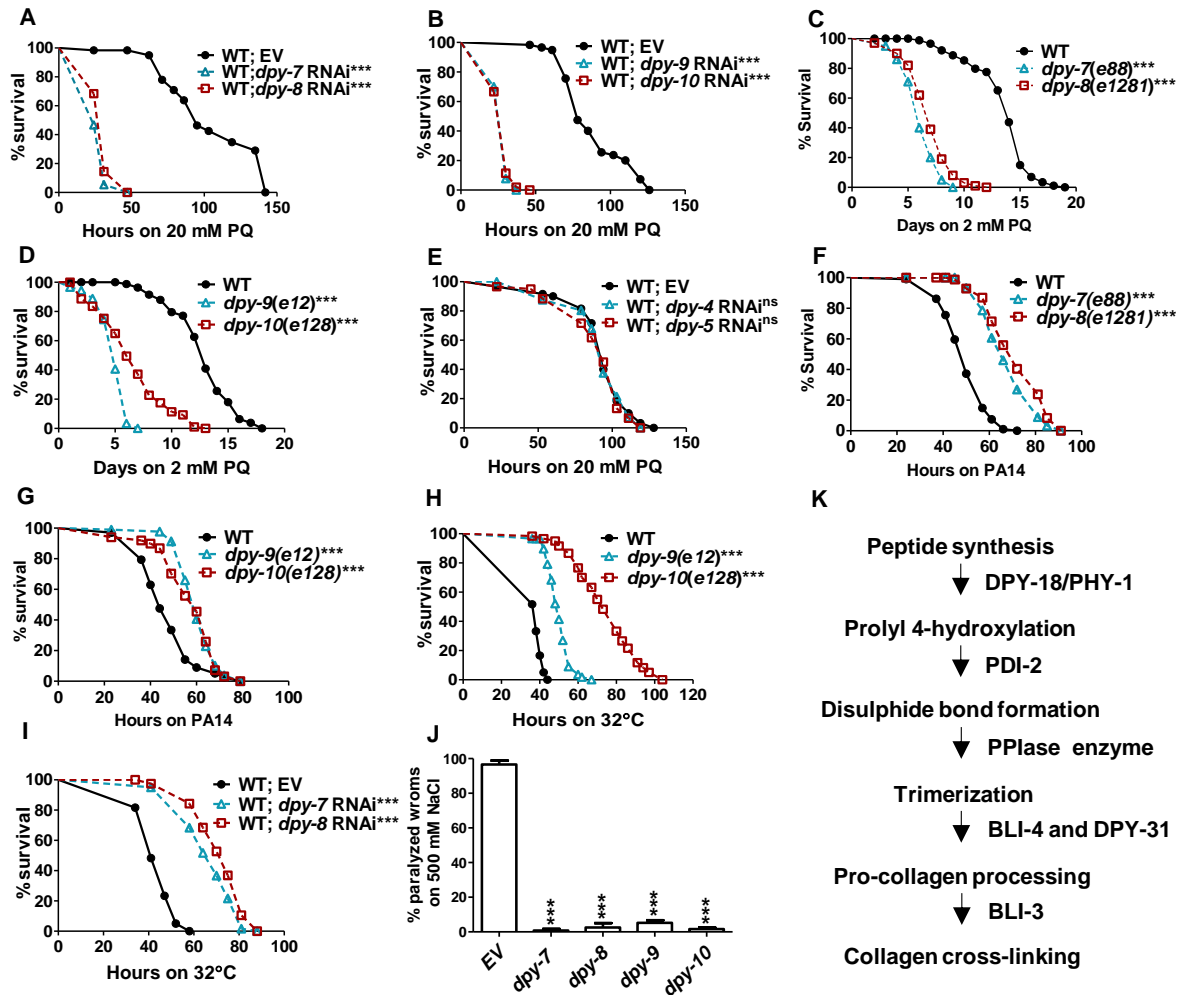 A
% survival
100
80
60
40
20
0
0 50 100 150
Hours on 20 mM PQ
WT; EV
WT;dpy-7 RNAi***
WT;dpy-8 RNAi***
B
% survival
100
80
60
40
20
0
0 50 100 150
Hours on 20 mM PQ
WT; EV
WT; dpy-9 RNAi***
WT; dpy-10 RNAi***
C
% Survival
100
80
60
40
20
0
0 5 10 15 20
Days on 2 mM PQ
WT
dpy-7(e88)***
dpy-8(e1281)***
D
% survival
100
80
60
40
20
0
0 5 10 15 20
Days on 2 mM PQ
WT
dpy-9(e12)***
dpy-10(e128)***
E
% survival
100
80
60
40
20
0
0 50 100 150
Hours on 20 mM PQ
WT; EV
WT; dpy-4 RNAins
WT; dpy-5 RNAins
F
% Survival
100
80
60
40
20
0
0 20 40 60 80 100
Hours on PA14
WT
dpy-7(e88)***
dpy-8(e1281)***
G
% survival
100
80
60
40
20
0
0 20 40 60 80 100
Hours on PA14
WT
dpy-9(e12)***
dpy-10(e128)***
H
% survival
100
80
60
40
20
0
0 20 40 60 80 100 120
Hours on 32°C
WT
dpy-9(e12)***
dpy-10(e128)***
I
% survival
100
80
60
40
20
0
0 20 40 60 80 100
Hours on 32°C
WT; EV
WT; dpy-7 RNAi***
WT; dpy-8 RNAi***
J
% paralyzed wroms
on 500 mM NaCl
100
80
60
40
20
0
*** *** *** ***
EV dpy-7 dpy-8 dpy-9 dpy-10
K
Peptide synthesis
DPY-18/PHY-1
Prolyl 4-hydroxylation
PDI-2
Disulphide bond formation
PPIase enzyme
Trimerization
BLI-4 and DPY-31
Pro-collagen processing
BLI-3
Collagen cross-linking